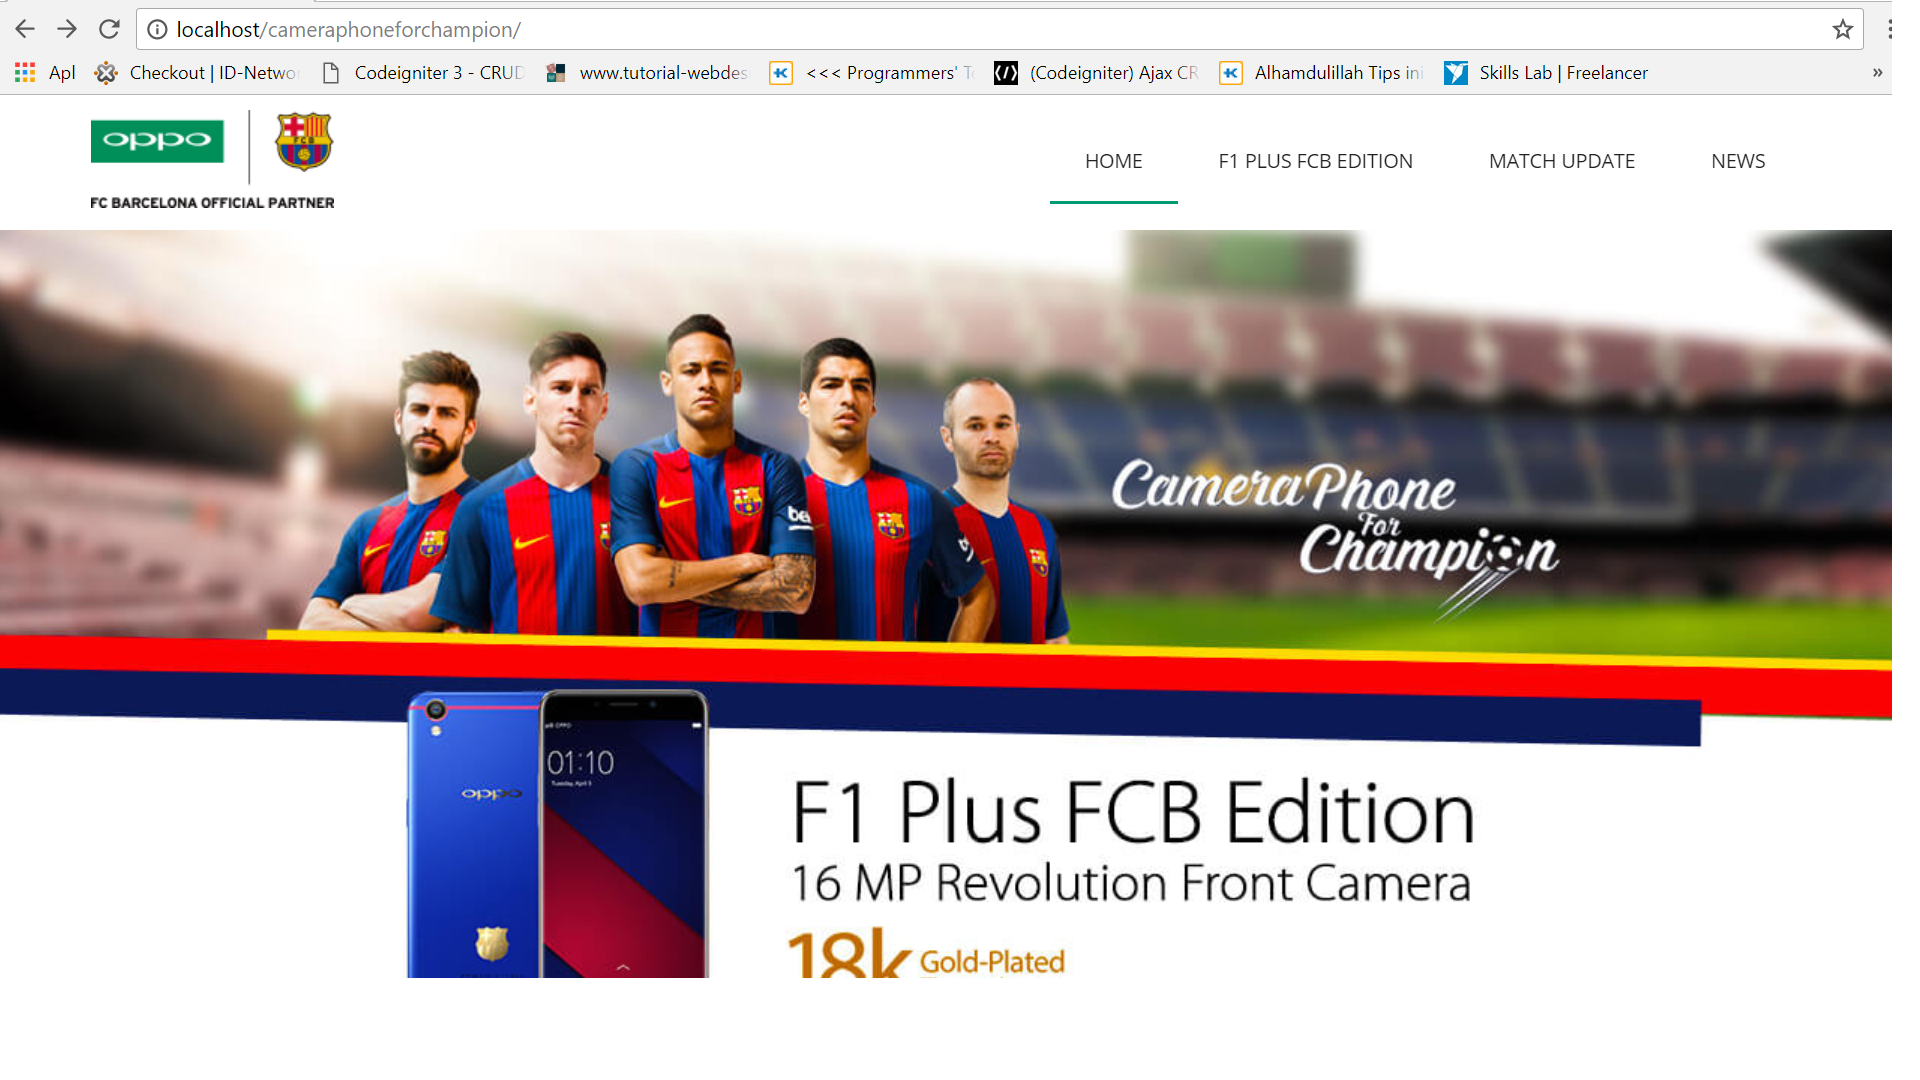 localhost/cameraphoneforchampion/
Apl Checkout | ID-Netwo Codeigniter 3 - CRUD www.tutorial-webdes <<< Programmers' T (Codeigniter) Ajax CR Alhamdulillah Tips ini Skills Lab | Freelancer »
oppo
FCB
FC BARCELONA OFFICIAL PARTNER
HOME F1 PLUS FCB EDITION MATCH UPDATE NEWS
Camera Phone
For
Champion
OPPO
01:10
oppo
F1 Plus FCB Edition
16 MP Revolution Front Camera
18k Gold-Plated